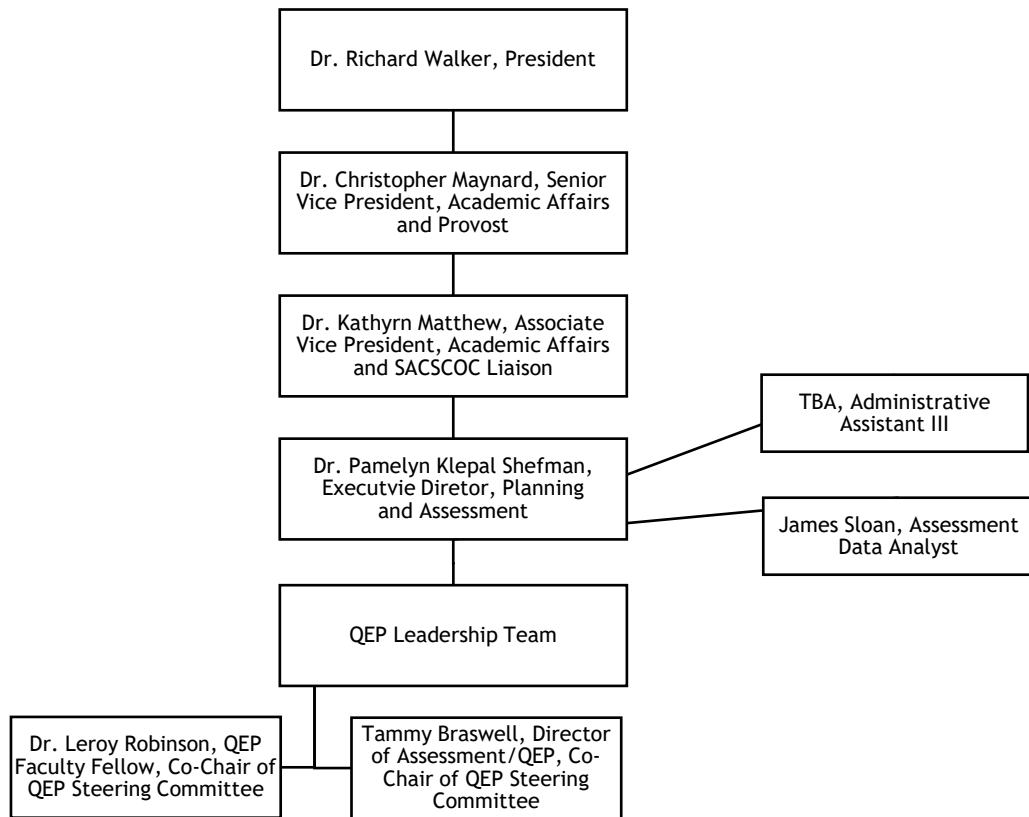 Dr. Richard Walker, President
Dr. Christopher Maynard, Senior
Vice President, Academic Affairs
and Provost
Dr. Kathyrn Matthew, Associate
Vice President, Academic Affairs
and SACSCOC Liaison
TBA, Administrative
Assistant III
Dr. Pamelyn Klepal Shefman,
Executvie Diretor, Planning
and Assessment
James Sloan, Assessment
Data Analyst
QEP Leadership Team
Dr. Leroy Robinson, QEP
Faculty Fellow, Co-Chair of
QEP Steering Committee
Tammy Braswell, Director
of Assessment/QEP, Co-
Chair of QEP Steering
Committee